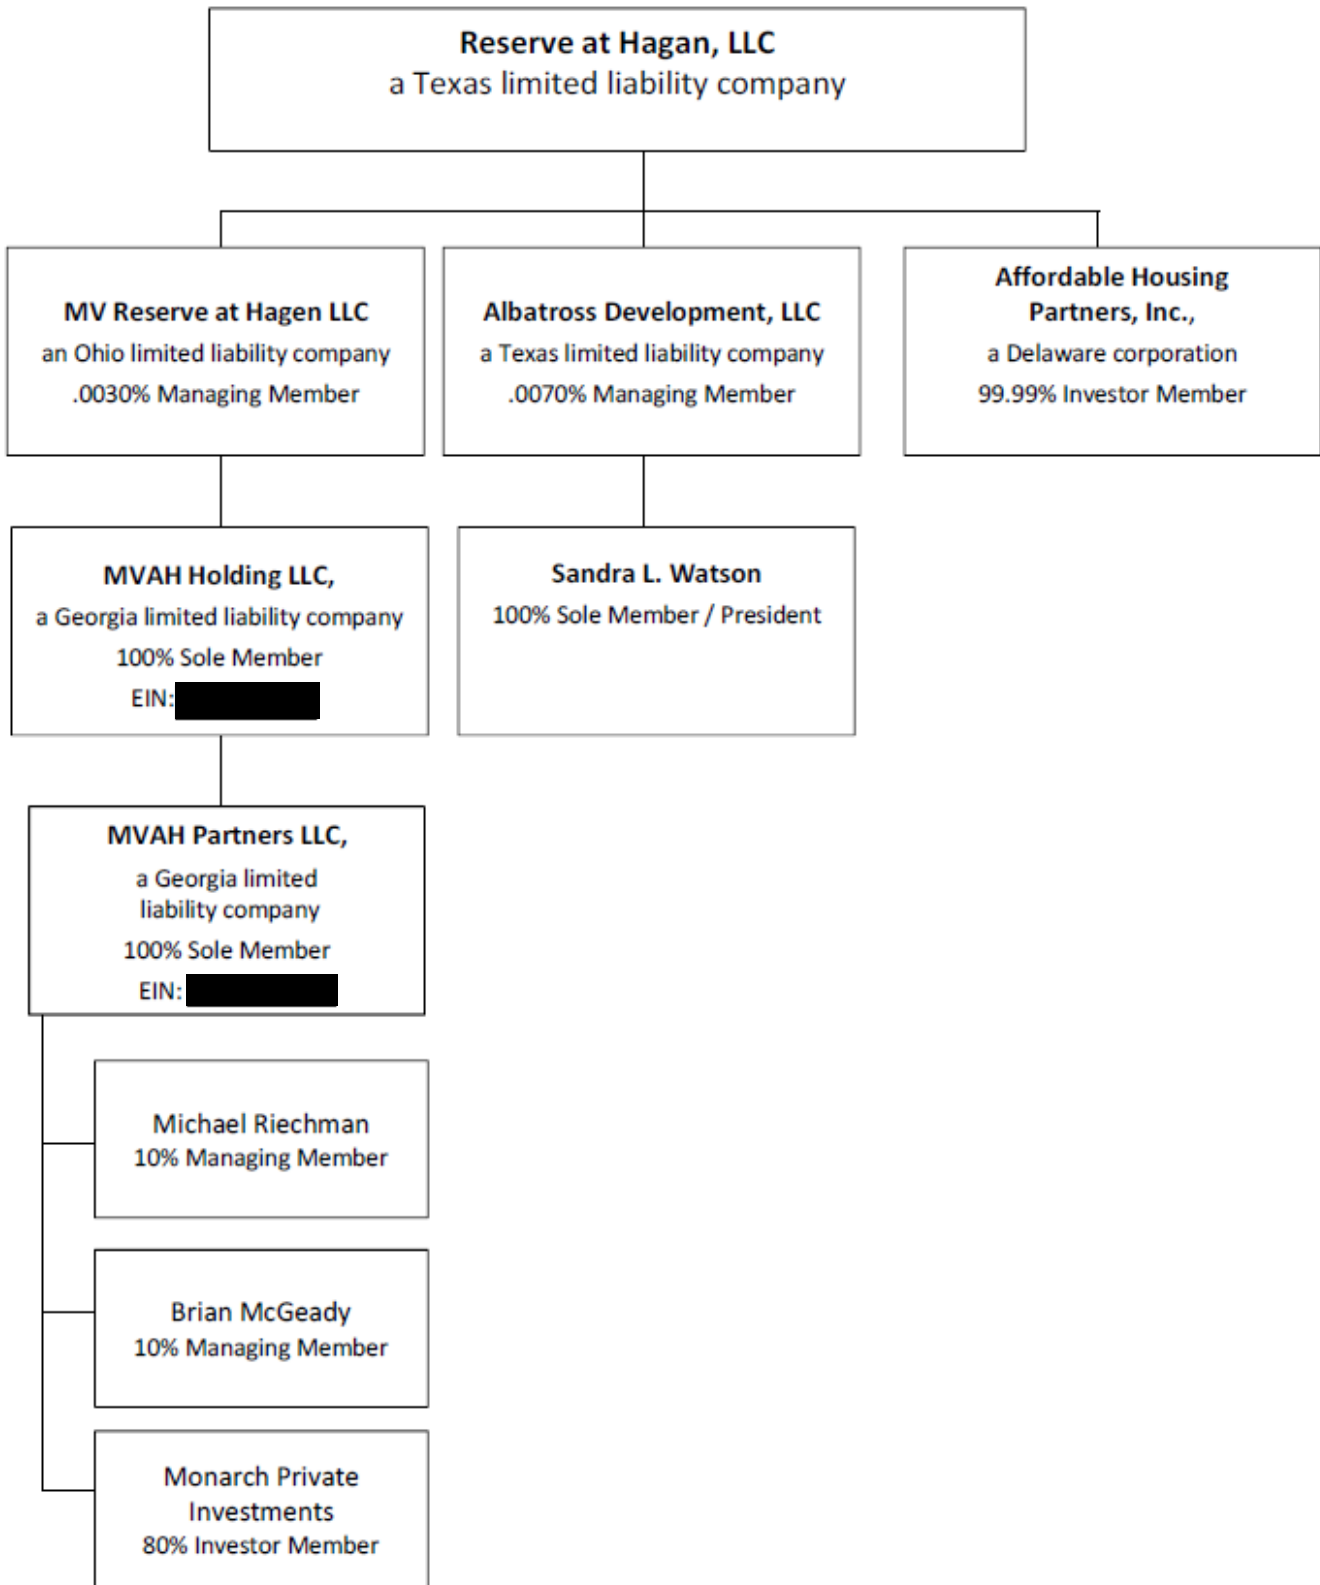 Reserve at Hagan, LLC
a Texas limited liability company
MV Reserve at Hagen LLC
an Ohio limited liability company
.0030% Managing Member
Albatross Development, LLC
a Texas limited liability company
.0070% Managing Member
Affordable Housing
Partners, Inc.,
a Delaware corporation
99.99% Investor Member
MVAH Holding LLC,
a Georgia limited liability company
100% Sole Member
EIN:
Sandra L. Watson
100% Sole Member / President
MVAH Partners LLC,
a Georgia limited
liability company
100% Sole Member
EIN:
Michael Riechman
10% Managing Member
Brian McGeady
10% Managing Member
Monarch Private
Investments
80% Investor Member